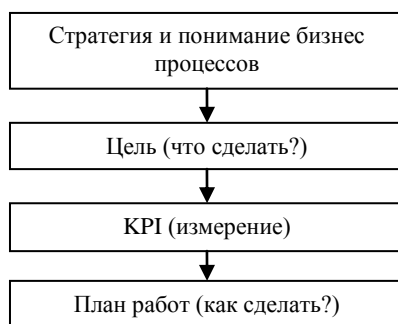 Стратегия и понимание бизнес
процессов
Цель (что сделать?)
KPI (измерение)
План работ (как сделать?)